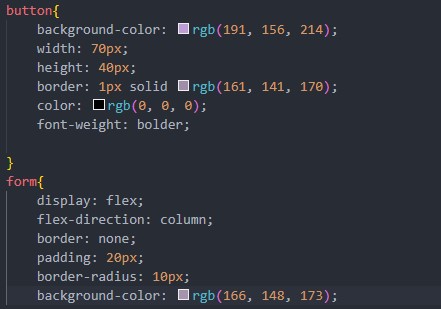 button{
    background-color: rgb(191, 156, 214);
    width: 70px;
    height: 40px;
    border: 1px solid rgb(161, 141, 170);
    color: rgb(0, 0, 0);
    font-weight: bolder;

}
form{
    display: flex;
    flex-direction: column;
    border: none;
    padding: 20px;
    border-radius: 10px;
    background-color: rgb(166, 148, 173);